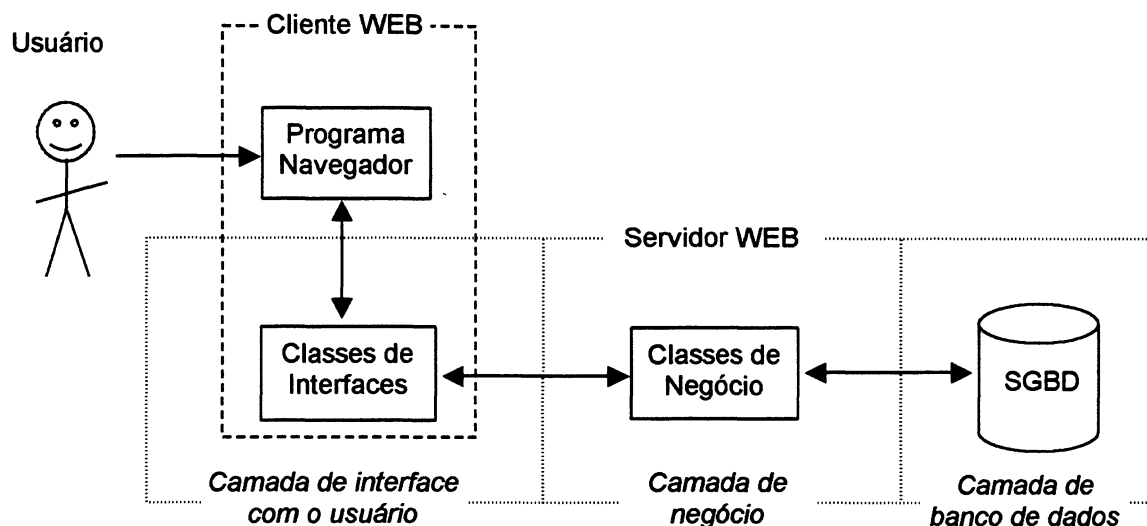 Cliente WEB
Usuário
Programa
Navegador
Servidor WEB
Classes de
Interfaces
Classes de
Negócio
SGBD
Camada de interface
com o usuário
Camada de
negócio
Camada de
banco de dados